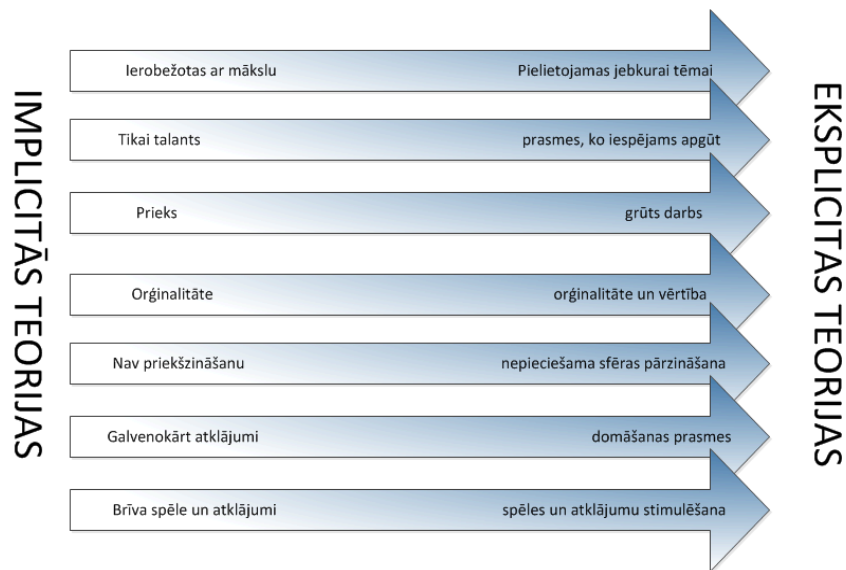 IMPLICITĀS TEORIJAS
Ierobežotas ar mākslu
Pielietojamas jebkurai tēmai
Tikai talants
prasmes, ko iespējams apgūt
Prieks
grūts darbs
Orģinalitāte
orģinalitāte un vērtība
Nav priekšzināšanu
nepieciešama sfēras pārzināšana
Galvenokārt atklājumi
domāšanas prasmes
Brīva spēle un atklājumi
spēles un atklājumu stimulēšana
EKSPLICITAS TEORIJAS